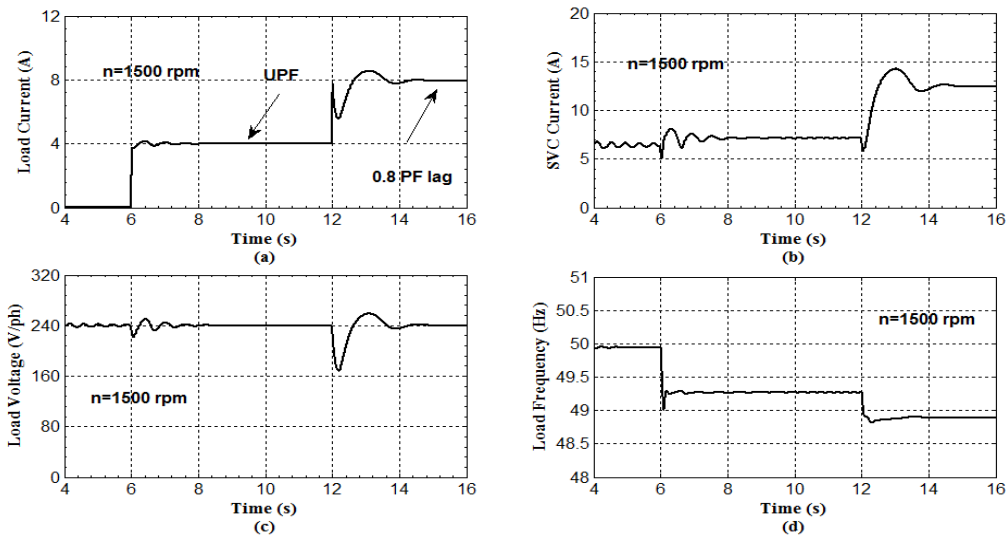 12
8
4
0
Load Current (A)
n=1500 rpm
UPF
0.8 PF lag
4 6 8 10 12 14 16
Time (s)
(a)
20
15
10
5
0
SVC Current (A)
n=1500 rpm
4 6 8 10 12 14 16
Time (s)
(b)
320
240
160
80
0
Load Voltage (V/ph)
n=1500 rpm
4 6 8 10 12 14 16
Time (s)
(c)
51
50.5
50
49.5
49
48.5
48
Load Frequency (Hz)
n=1500 rpm
4 6 8 10 12 14 16
Time (s)
(d)